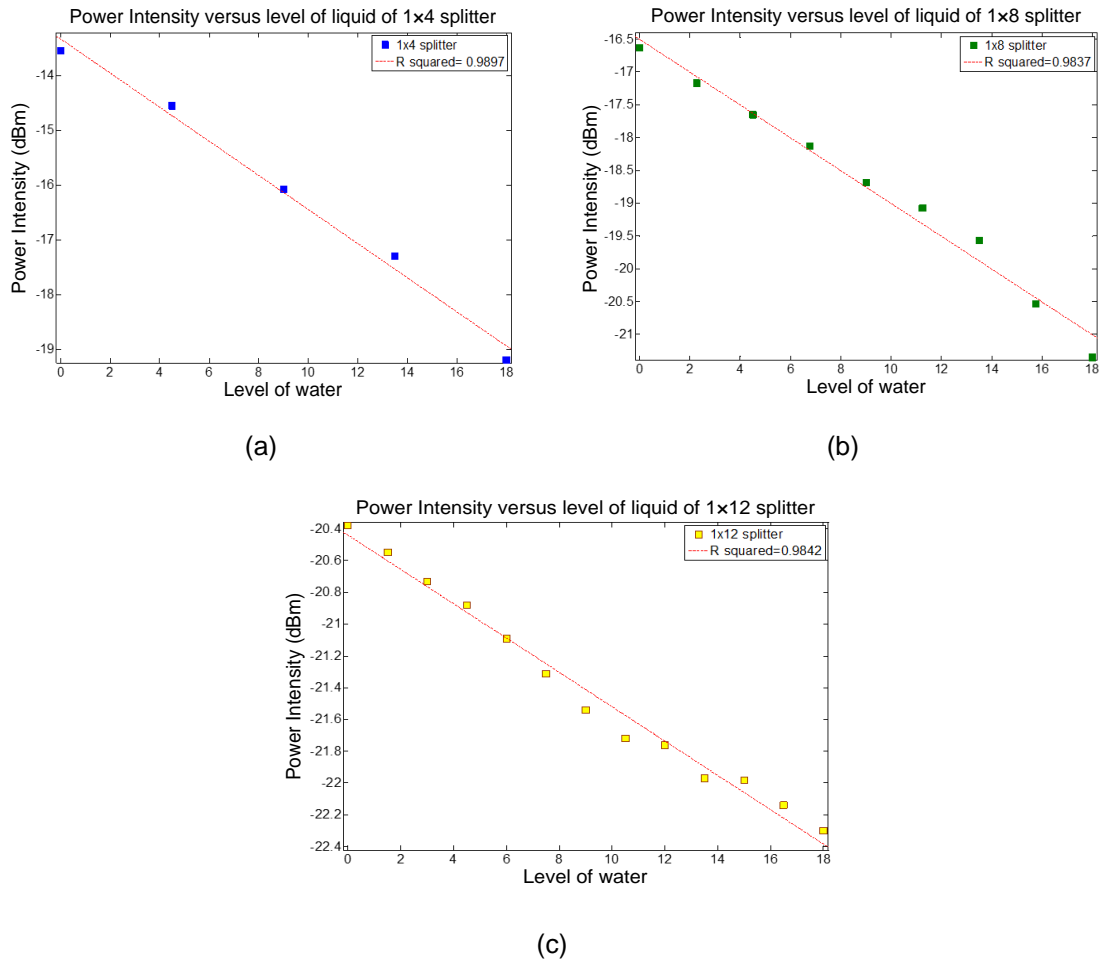 Power Intensity versus level of liquid of 1×4 splitter
1x4 splitter
R squared= 0.9897
Power Intensity (dBm)
-14
-15
-16
-17
-18
-19
0 2 4 6 8 10 12 14 16 18
Level of water
(a)
Power Intensity versus level of liquid of 1×8 splitter
1x8 splitter
R squared= 0.9837
Power Intensity (dBm)
-16.5
-17
-17.5
-18
-18.5
-19
-19.5
-20
-20.5
-21
0 2 4 6 8 10 12 14 16 18
Level of water
(b)
Power Intensity versus level of liquid of 1×12 splitter
1x12 splitter
R squared=0.9842
Power Intensity (dBm)
-20.4
-20.6
-20.8
-21
-21.2
-21.4
-21.6
-21.8
-22
-22.2
-22.4
0 2 4 6 8 10 12 14 16 18
Level of water
(c)